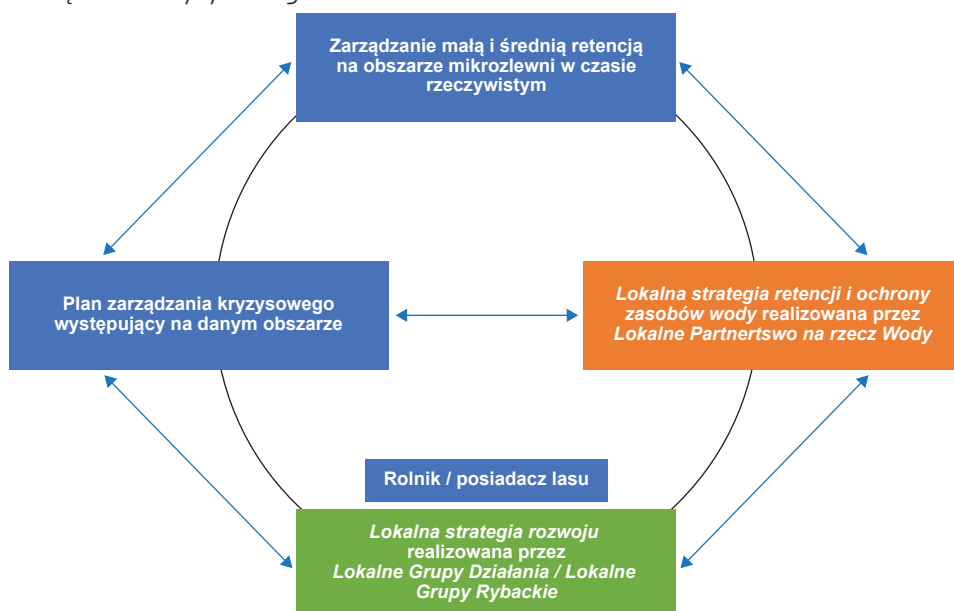 Zarządzanie małą i średnią retencją
na obszarze mikrozlewni w czasie
rzeczywistym
Plan zarządzania kryzysowego
występujący na danym obszarze
Lokalna strategia retencji i ochrony
zasobów wody realizowana przez
Lokalne Partnertswo na rzecz Wody
Rolnik / posiadacz lasu
Lokalna strategia rozwoju
realizowana przez
Lokalne Grupy Działania / Lokalne
Grupy Rybackie